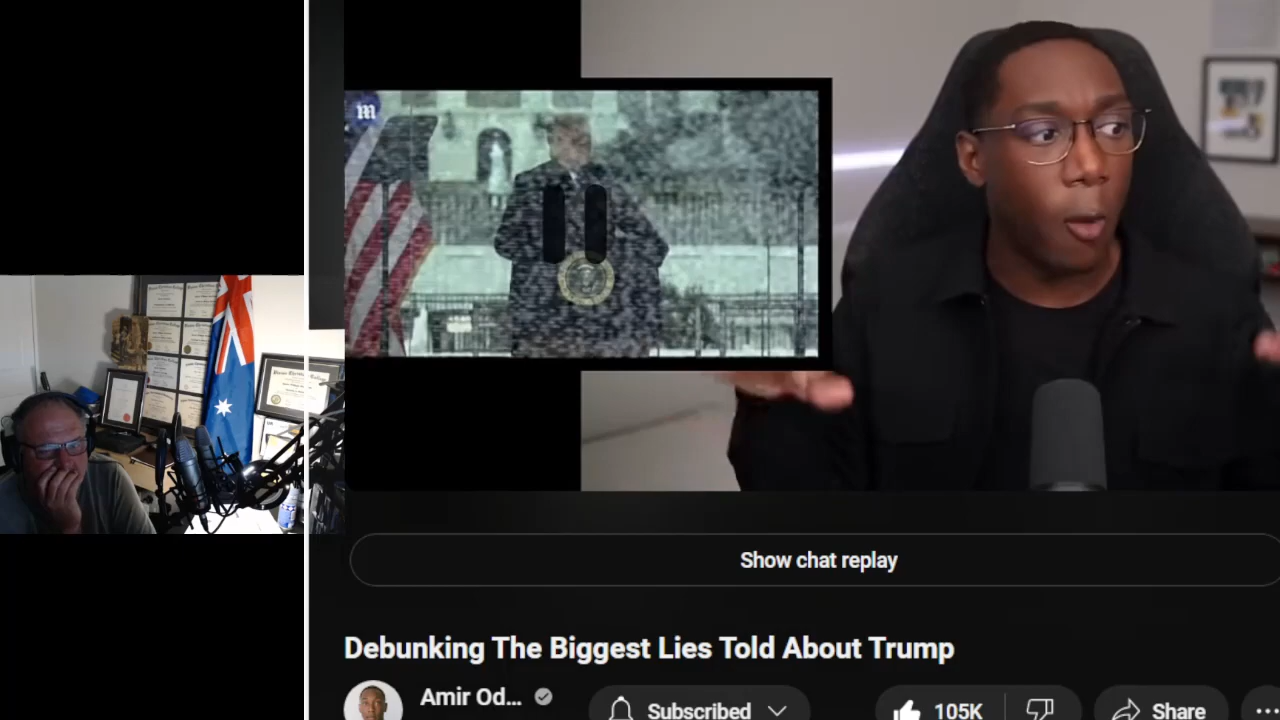 m
Show chat replay
Debunking The Biggest Lies Told About Trump
Amir Od...
Subscribed
105K
Share